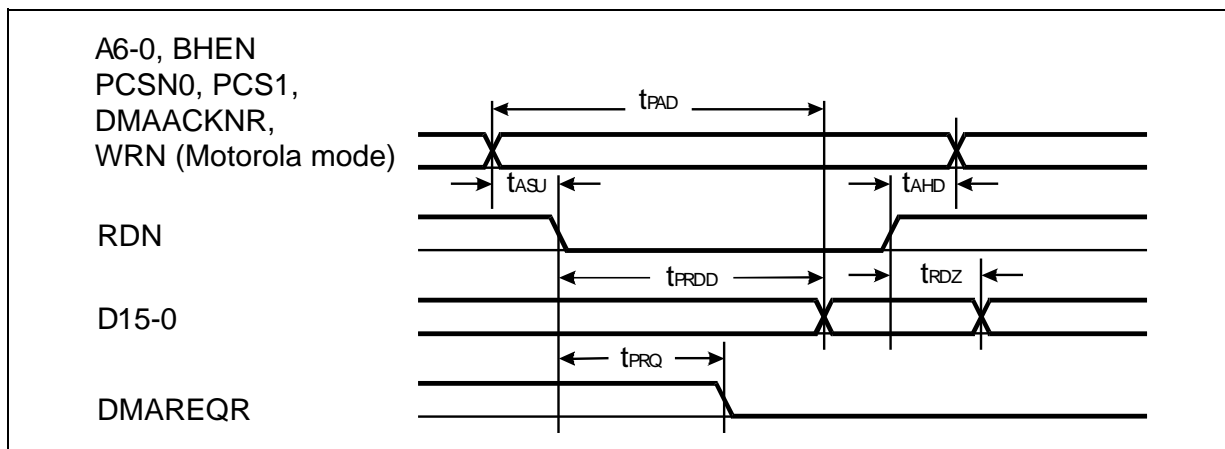 A6-0, BHEN
PCSN0, PCS1,
DMAACKNR,
WRN (Motorola mode)
tPAD
tASU
tAHD
RDN
tPRDD
tRDZ
D15-0
tPRQ
DMAREQR